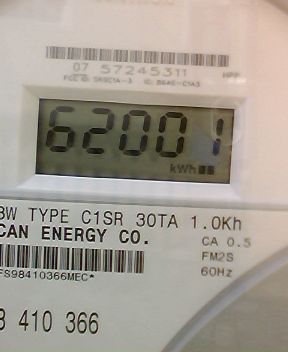 07 57245311 HPP
62001
kWh
3W TYPE C1SR 30TA 1.0Kh
CAN ENERGY CO.
CA 0.5
FM2S
FS98410366MEC*
60Hz
410 366